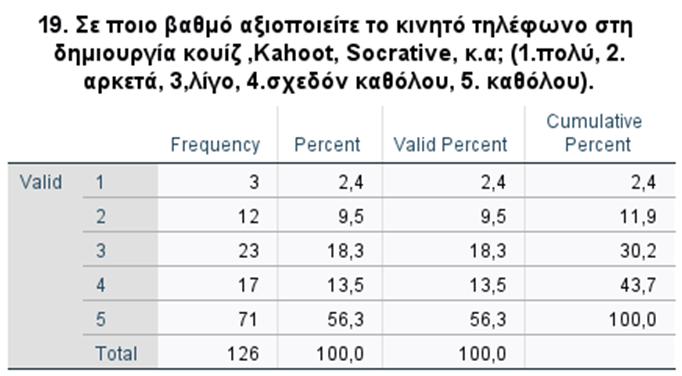 19. Σε ποιο βαθμό αξιοποιείτε το κινητό τηλέφωνο στη
δημιουργία κουίζ ,Kahoot, Socrative, κ.α; (1.πολύ, 2.
αρκετά, 3,λίγο, 4.σχεδόν καθόλου, 5. καθόλου).
Frequency Percent Valid Percent Cumulative Percent
Valid 1 3 2,4 2,4 2,4
2 12 9,5 9,5 11,9
3 23 18,3 18,3 30,2
4 17 13,5 13,5 43,7
5 71 56,3 56,3 100,0
Total 126 100,0 100,0